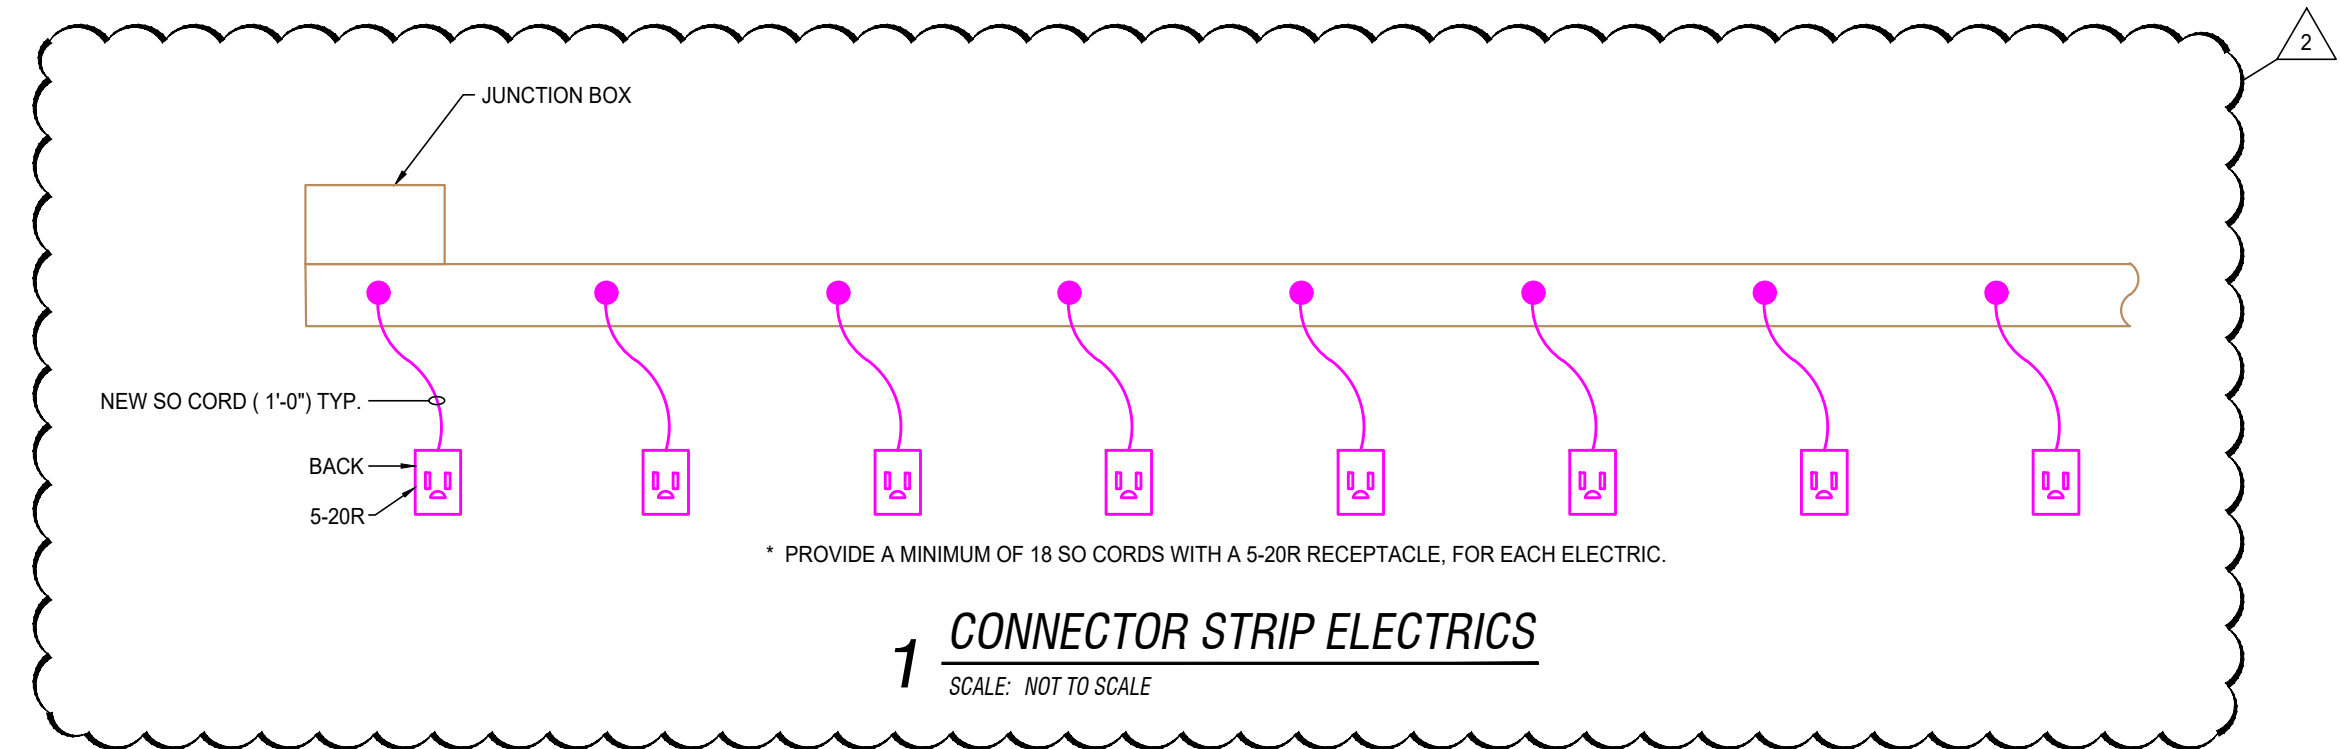 2
JUNCTION BOX
NEW SO CORD ( 1'-0") TYP.
BACK
5-20R
* PROVIDE A MINIMUM OF 18 SO CORDS WITH A 5-20R RECEPTACLE, FOR EACH ELECTRIC.
1 CONNECTOR STRIP ELECTRICS
SCALE: NOT TO SCALE